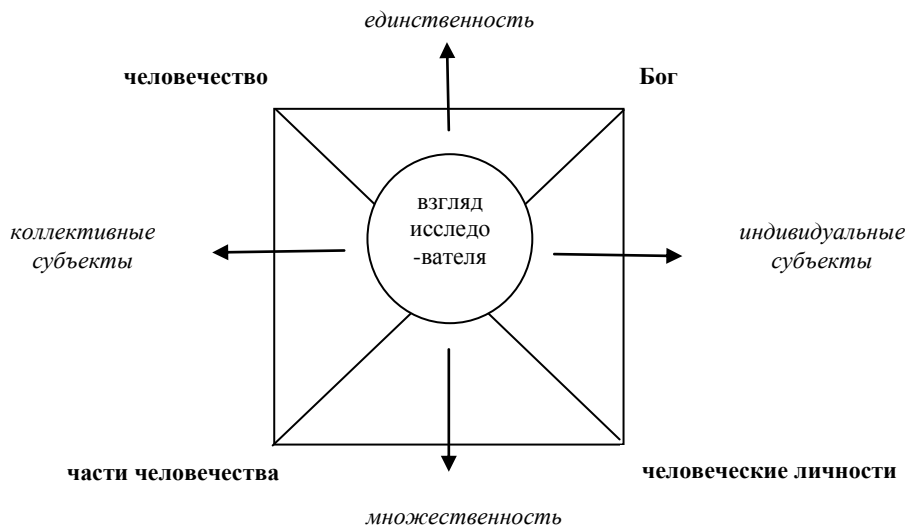 единственность
человечество
Бог
взгляд
исследо
-вателя
коллективные
субъекты
индивидуальные
субъекты
части человечества
человеческие личности
множественность